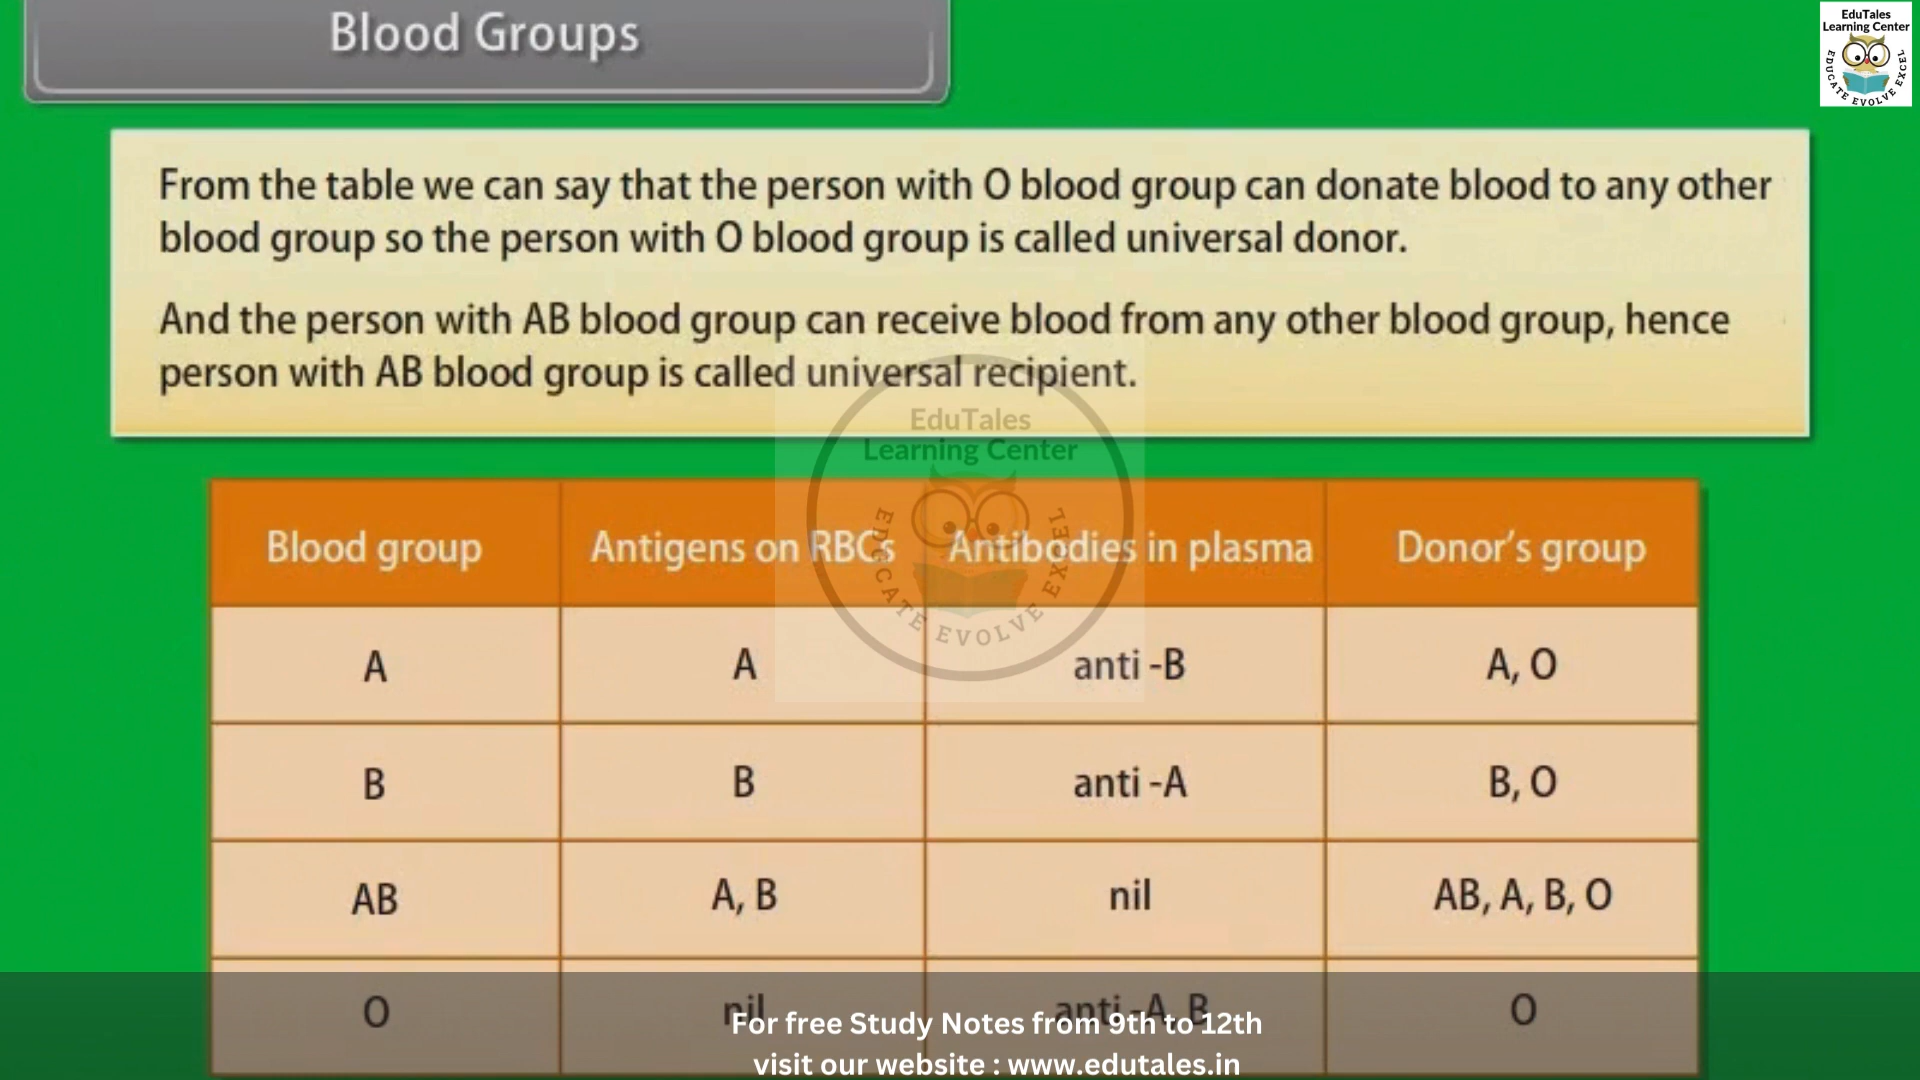 Blood Groups
EduTales
Learning Center
EDUCATE EVOLVE EXCEL
From the table we can say that the person with O blood group can donate blood to any other
blood group so the person with O blood group is called universal donor.
And the person with AB blood group can receive blood from any other blood group, hence
person with AB blood group is called universal recipient.
EduTales
Learning Center
EDUCATE EVOLVE EXCEL
Blood group Antigens on RBCs Antibodies in plasma Donor's group
A A anti -B A, O
B B anti -A B, O
AB A, B nil AB, A, B, O
O nil anti -A, B O
For free Study Notes from 9th to 12th
visit our website : www.edutales.in